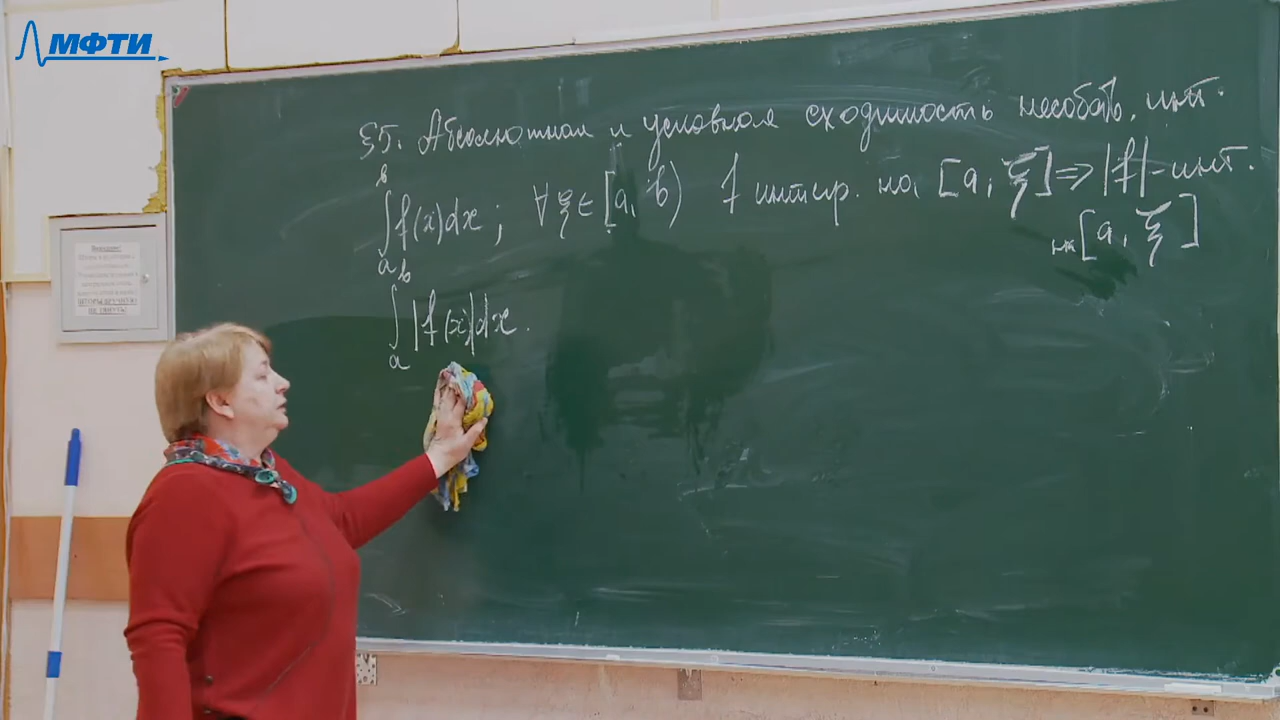 МФТИ
§5. Абсолютная и условная сходимость несобств. инт.
∫ₐᵇ f(x)dx ; ∀ ξ ∈ [a, b) f интегр. на [a, ξ] ⇒ |f| - инт.
на [a, ξ]
∫ₐᵇ |f(x)|dx.